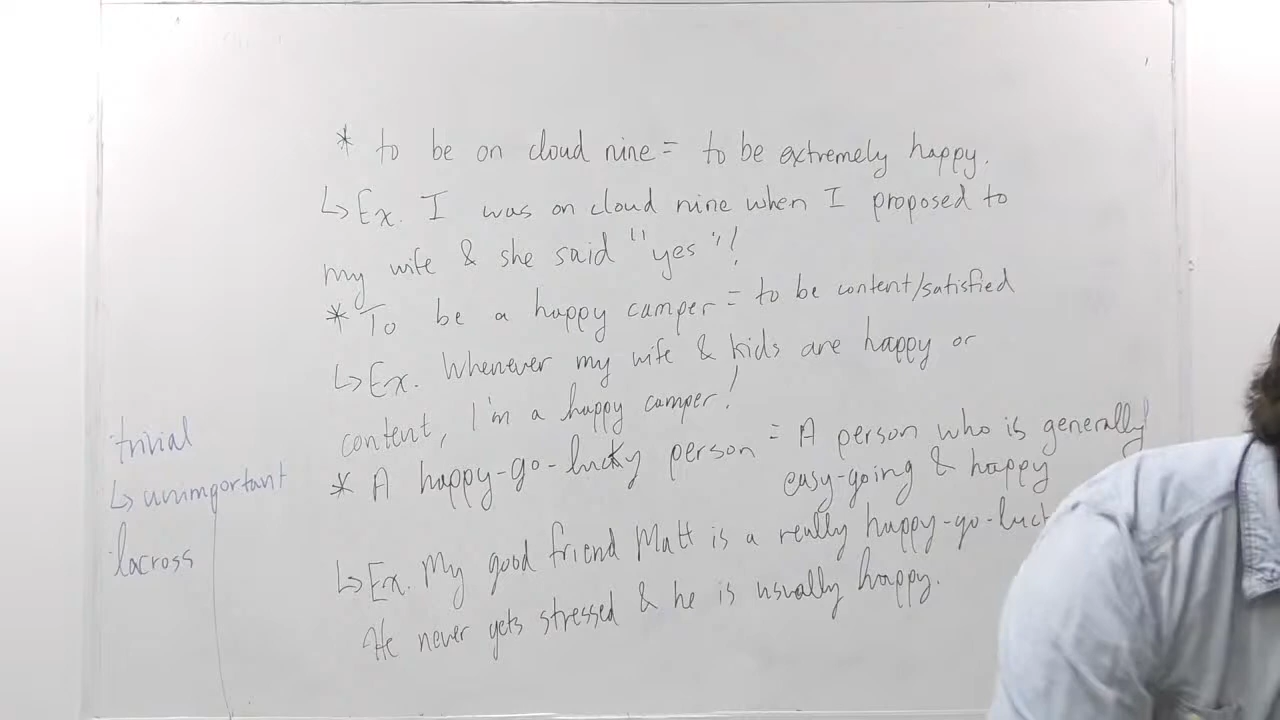 * to be on cloud nine = to be extremely happy.
↳ Ex. I was on cloud nine when I proposed to
my wife & she said "yes"!
* To be a happy camper = to be content/satisfied
↳ Ex. Whenever my wife & kids are happy or
content, I'm a happy camper!
* A happy-go-lucky person = A person who is generally
easy-going & happy
↳ Ex. My good friend Matt is a really happy-go-luck
He never gets stressed & he is usually happy.
trivial
↳ unimportant
lacross